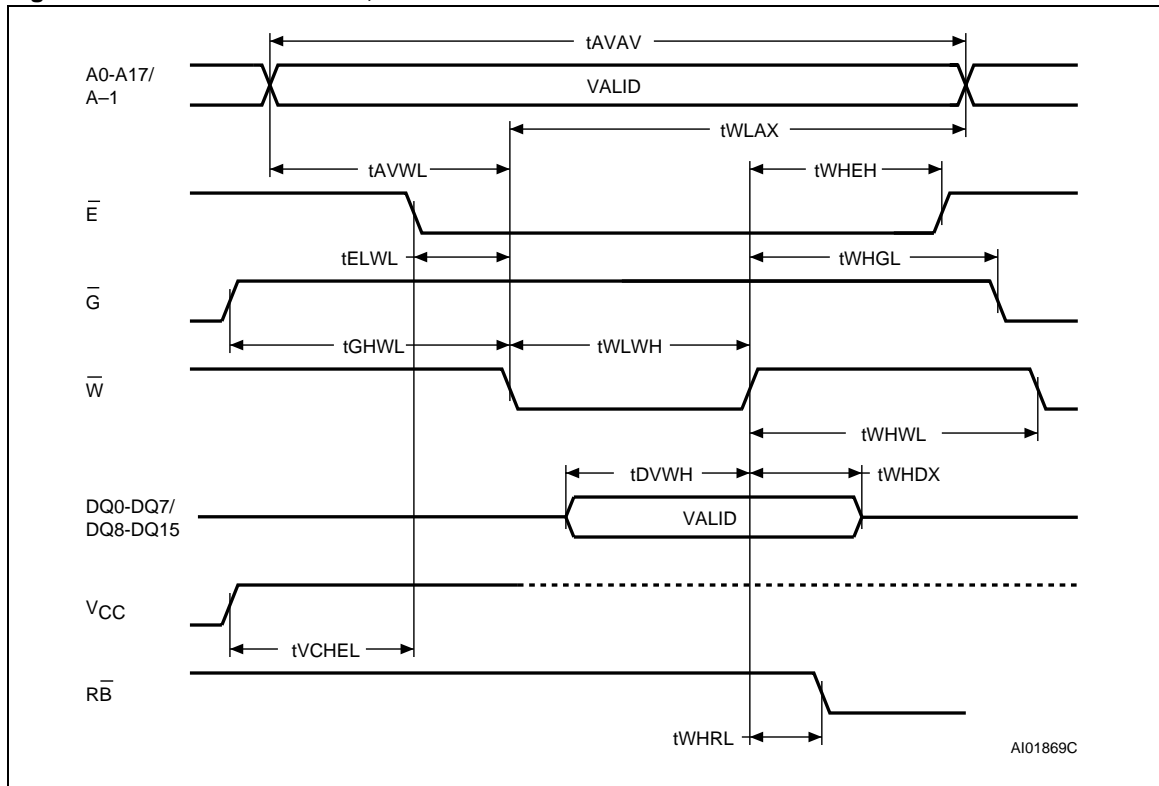 tAVAV
A0-A17/
A–1
VALID
tWLAX
tAVWL
tWHEH
E̅
tELWL
tWHGL
G̅
tGHWL
tWLWH
W̅
tWHWL
tDVWH
tWHDX
DQ0-DQ7/
DQ8-DQ15
VALID
VCC
tVCHEL
RB̅
tWHRL
AI01869C